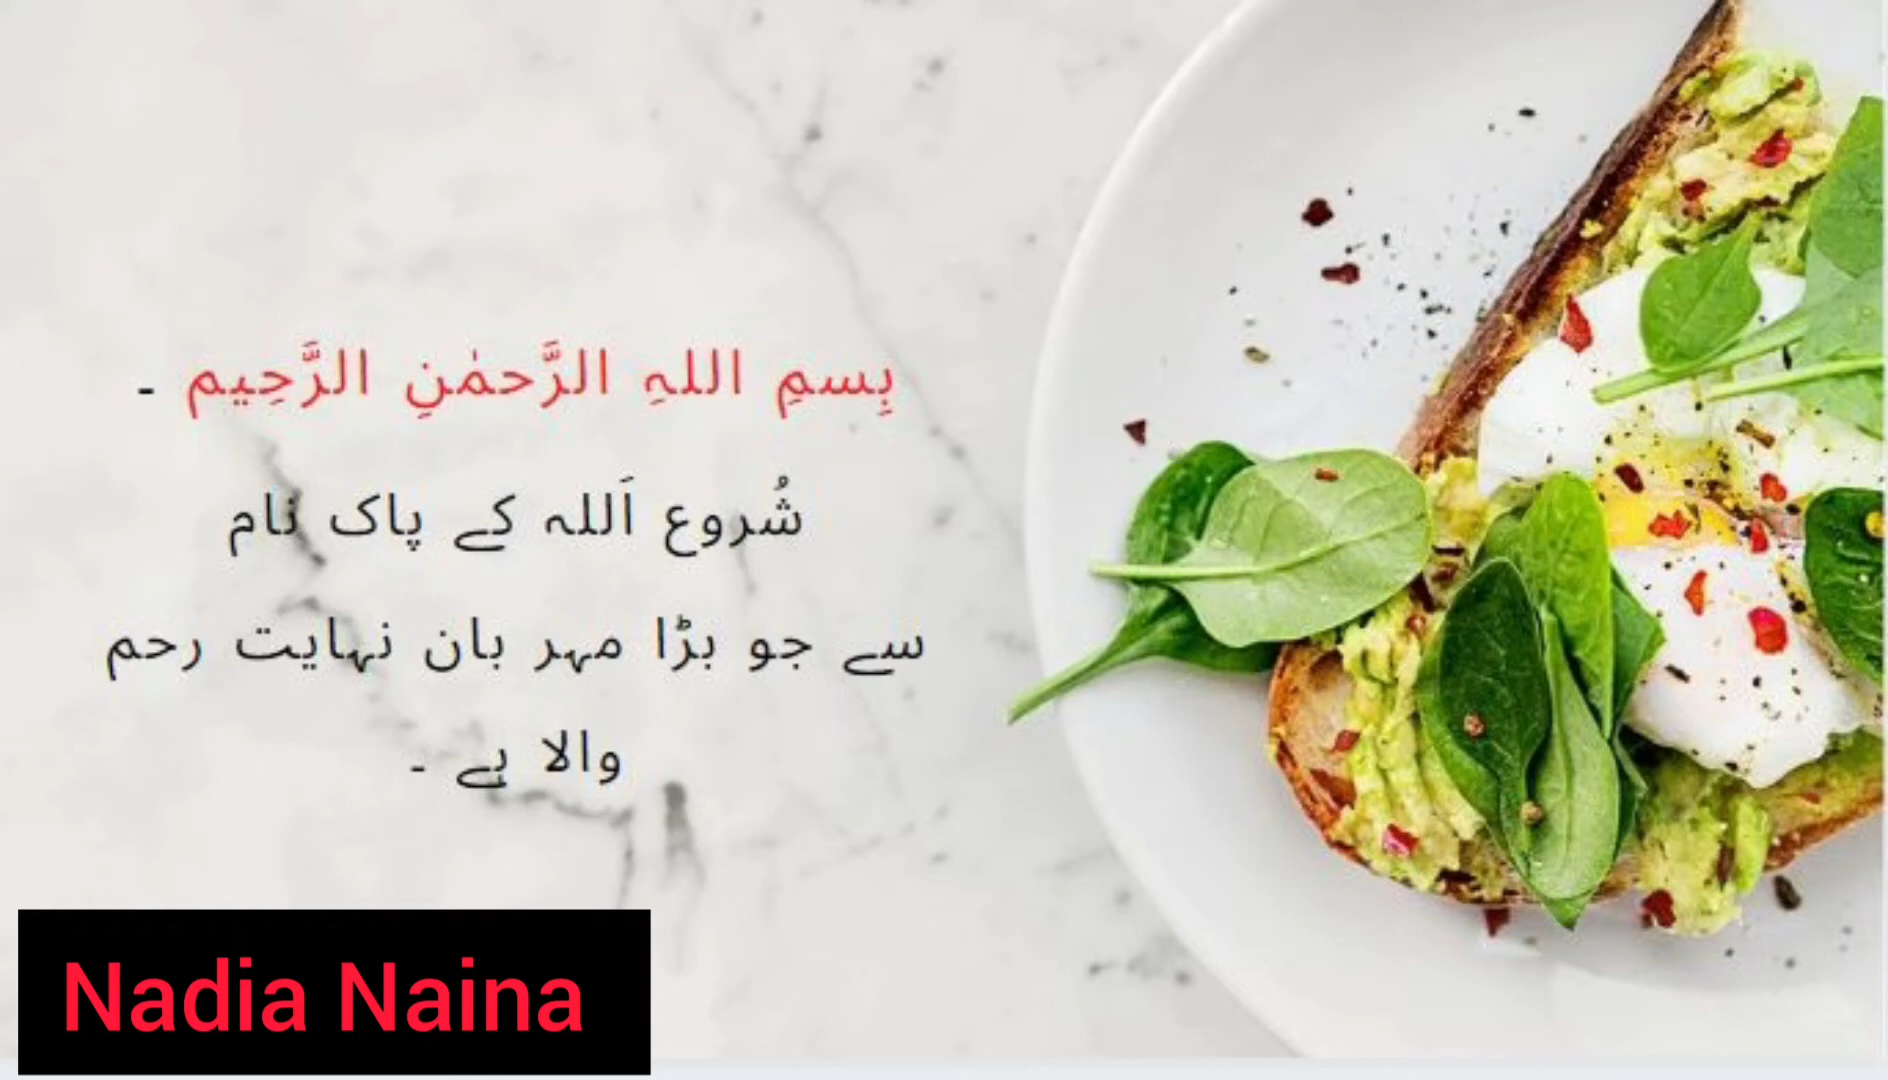 بِسمِ اللہِ الرَّحمٰنِ الرَّحِیم ۔
شُروع اَللہ کے پاک نام
سے جو بڑا مہر بان نہایت رحم
والا ہے ۔
Nadia Naina